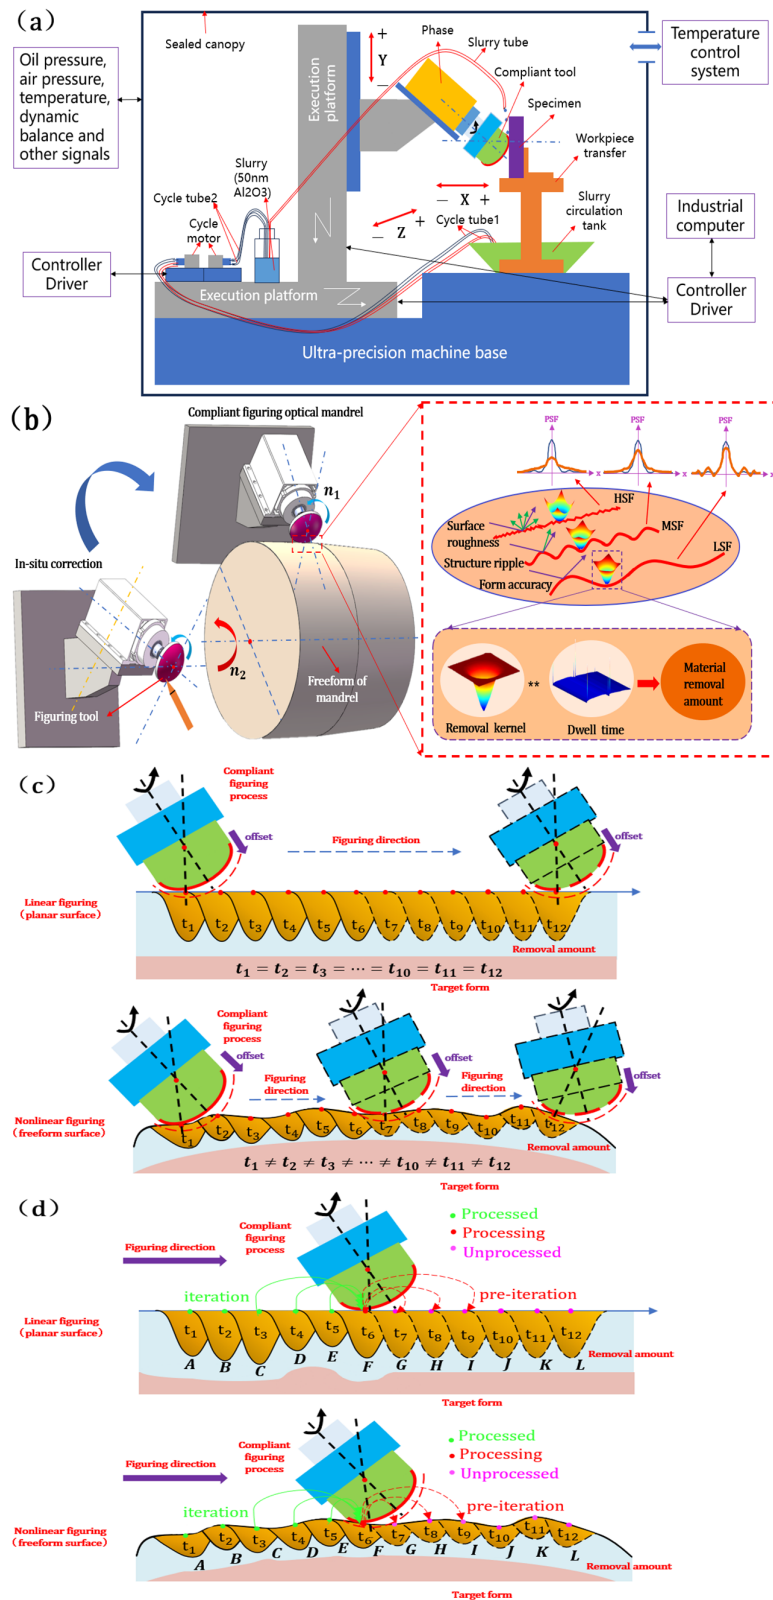 (a)
Sealed canopy
Oil pressure,
air pressure,
temperature,
dynamic
balance and
other signals
Execution
platform
+
Y
−
Phase
Slurry tube
Compliant tool
Specimen
Temperature
control
system
Workpiece
transfer
Slurry
(50nm
Al2O3)
Cycle tube2
Cycle
motor
− X +
− Z +
Cycle tube1
Slurry
circulation
tank
Industrial
computer
Controller
Driver
Execution platform
Controller
Driver
Ultra-precision machine base
(b)
Compliant figuring optical mandrel
n1
In-situ correction
n2
Figuring tool
Freeform of
mandrel
PSF
PSF
PSF
x
x
x
HSF
MSF
LSF
Surface
roughness
Structure ripple
Form accuracy
**
Removal kernel
Dwell time
Material
removal
amount
(c)
Compliant figuring
process
offset
Figuring direction
offset
Linear figuring
(planar surface)
t1 t2 t3 t4 t5 t6 t7 t8 t9 t10 t11 t12
Removal amount
t1 = t2 = t3 = ⋯ = t10 = t11 = t12
Target form
Compliant
figuring
process
offset
Figuring
direction
offset
Figuring
direction
offset
Nonlinear figuring
(freeform surface)
t1 t2 t3 t4 t5 t6 t7 t8 t9 t10 t11 t12
Removal amount
t1 ≠ t2 ≠ t3 ≠ ⋯ ≠ t10 ≠ t11 ≠ t12
Target form
(d)
Figuring direction
Compliant
figuring
process
Processed
Processing
Unprocessed
iteration
pre-iteration
Linear figuring
(planar surface)
t1 t2 t3 t4 t5 t6 t7 t8 t9 t10 t11 t12
A B C D E F G H I J K L
Removal amount
Target form
Figuring direction
Compliant
figuring
process
Processed
Processing
Unprocessed
iteration
pre-iteration
Nonlinear figuring
(freeform surface)
t1 t2 t3 t4 t5 t6 t7 t8 t9 t10 t11 t12
A B C D E F G H I J K L
Removal amount
Target form